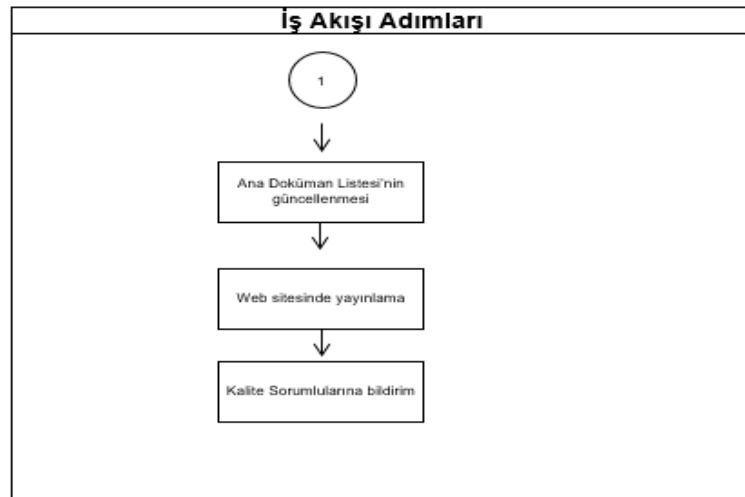 İş Akışı Adımları
1
Ana Doküman Listesi'nin
güncellenmesi
Web sitesinde yayınlama
Kalite Sorumlularına bildirim